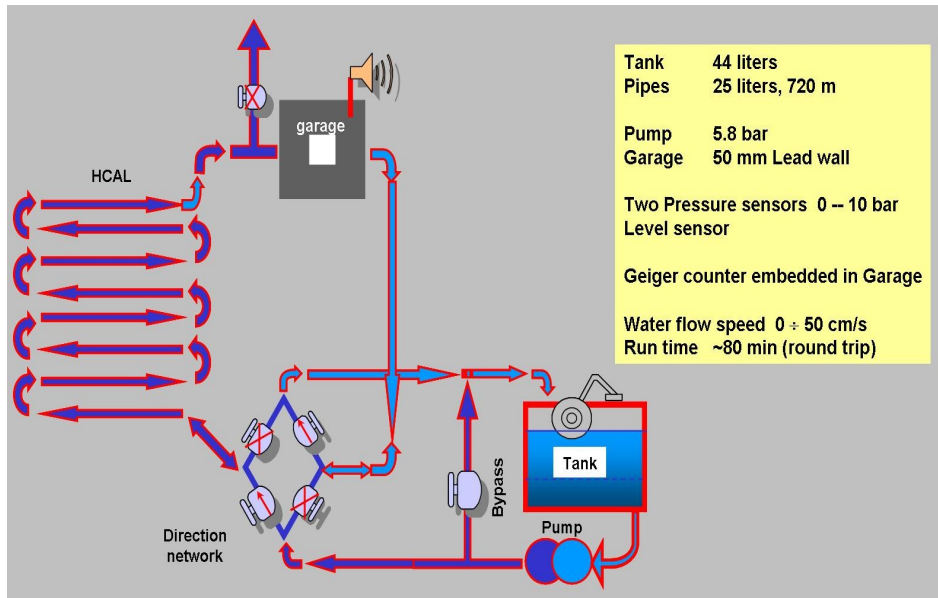 garage
HCAL
Tank 44 liters
Pipes 25 liters, 720 m
Pump 5.8 bar
Garage 50 mm Lead wall
Two Pressure sensors 0 -- 10 bar
Level sensor
Geiger counter embedded in Garage
Water flow speed 0 ÷ 50 cm/s
Run time ~80 min (round trip)
Tank
Bypass
Pump
Direction
network